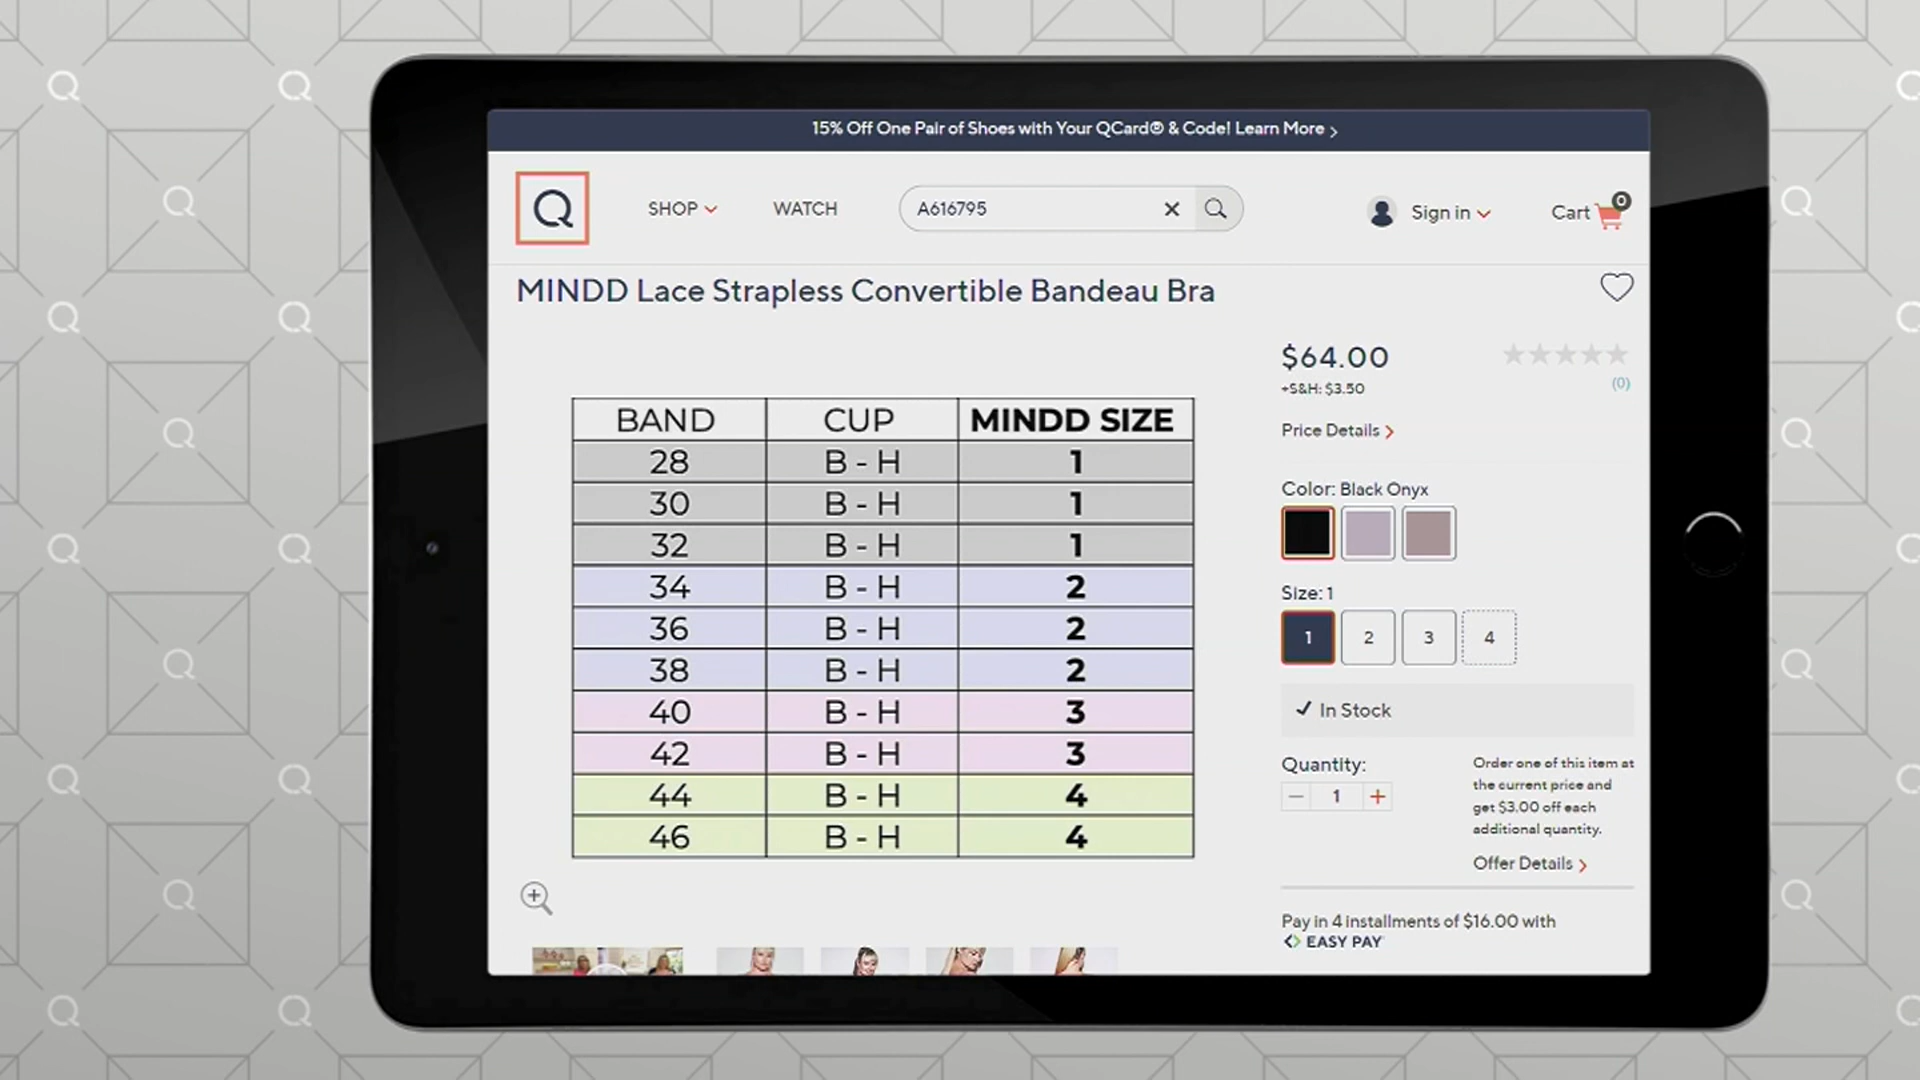 15% Off One Pair of Shoes with Your QCard® & Code! Learn More >
Q SHOP WATCH A616795 Sign in Cart 0
MINDD Lace Strapless Convertible Bandeau Bra
$64.00
(0)
+S&H: $3.50
Price Details >
BAND CUP MINDD SIZE
28 B - H 1
30 B - H 1
32 B - H 1
34 B - H 2
36 B - H 2
38 B - H 2
40 B - H 3
42 B - H 3
44 B - H 4
46 B - H 4
Color: Black Onyx
Size: 1
1 2 3 4
✓ In Stock
Quantity:
− 1 +
Order one of this item at
the current price and
get $3.00 off each
additional quantity.
Offer Details >
Pay in 4 installments of $16.00 with
EASY PAY